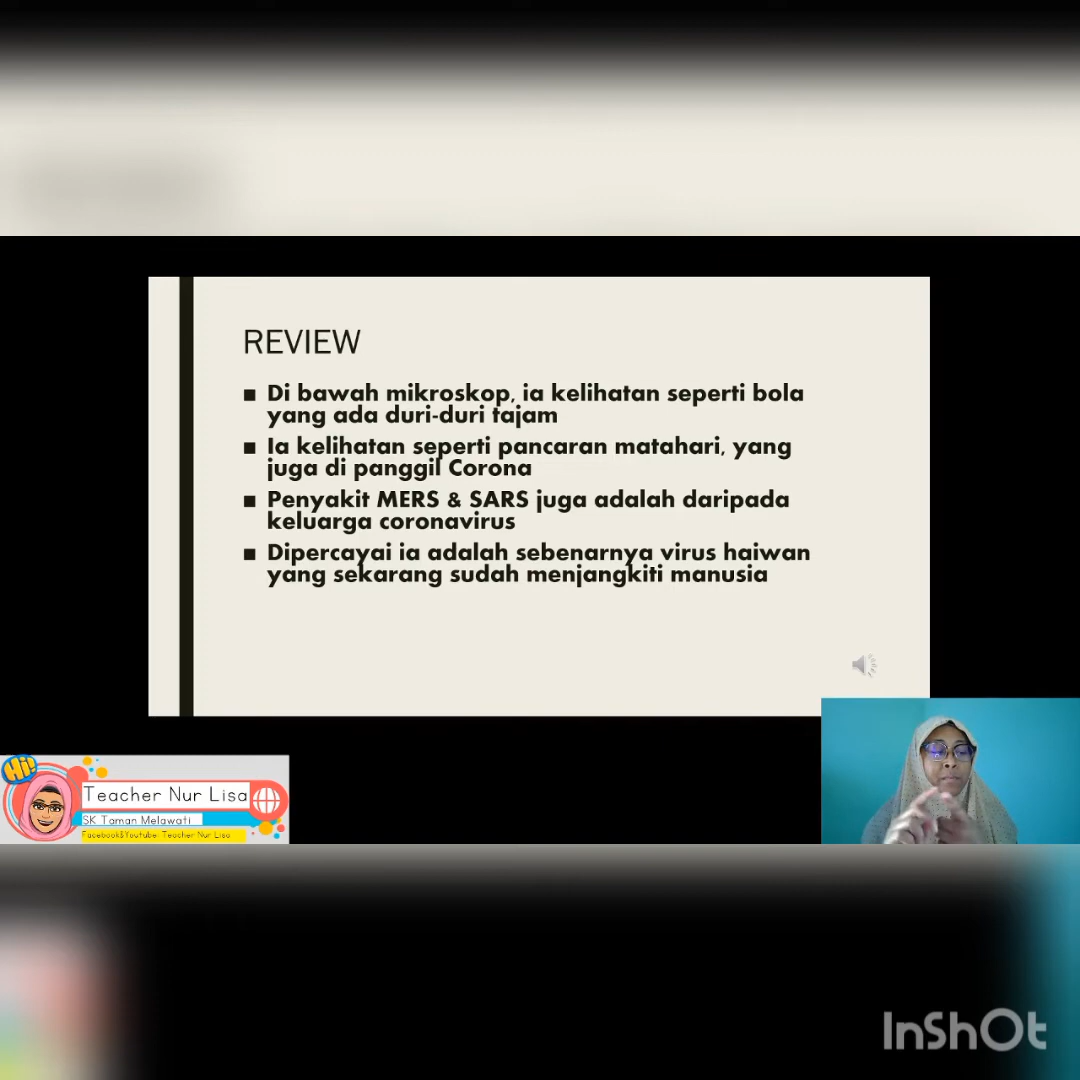 REVIEW
Di bawah mikroskop, ia kelihatan seperti bola
yang ada duri-duri tajam
Ia kelihatan seperti pancaran matahari, yang
juga di panggil Corona
Penyakit MERS & SARS juga adalah daripada
keluarga coronavirus
Dipercayai ia adalah sebenarnya virus haiwan
yang sekarang sudah menjangkiti manusia
Hi!
Teacher Nur Lisa
SK Taman Melawati
Facebook&Youtube: Teacher Nur Lisa
InShOt